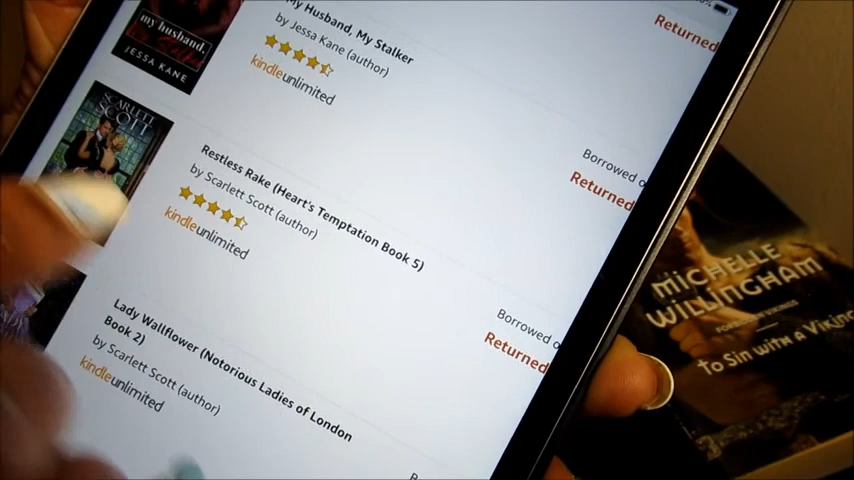 My Husband, My Stalker
by Jessa Kane (author)
kindleunlimited
Returned
my husband,
JESSA KANE
SCARLETT
SCOTT
Restless Rake (Heart's Temptation Book 5)
by Scarlett Scott (author)
kindleunlimited
Borrowed o
Returned
Lady Wallflower (Notorious Ladies of London
Book 2)
by Scarlett Scott (author)
kindleunlimited
Borrowed o
Returned
B
MICHELLE
WILLINGHAM
FORBIDDEN VIKINGS
To Sin with a Viking